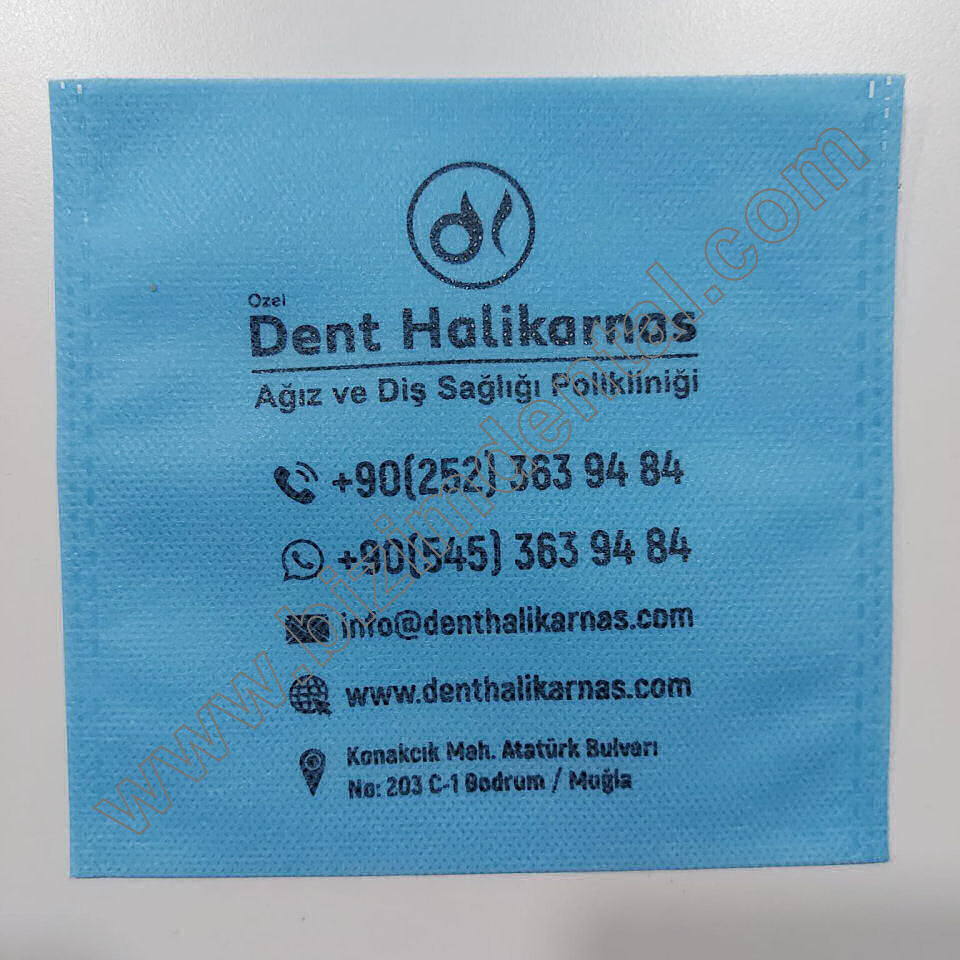 Özel
Dent Halikarnas
Ağız ve Diş Sağlığı Polikliniği
+90(252) 363 94 84
+90(545) 363 94 84
info@denthalikarnas.com
www.denthalikarnas.com
Konakcık Mah. Atatürk Bulvarı
No: 203 C-1 Bodrum / Muğla
www.bizimdental.com